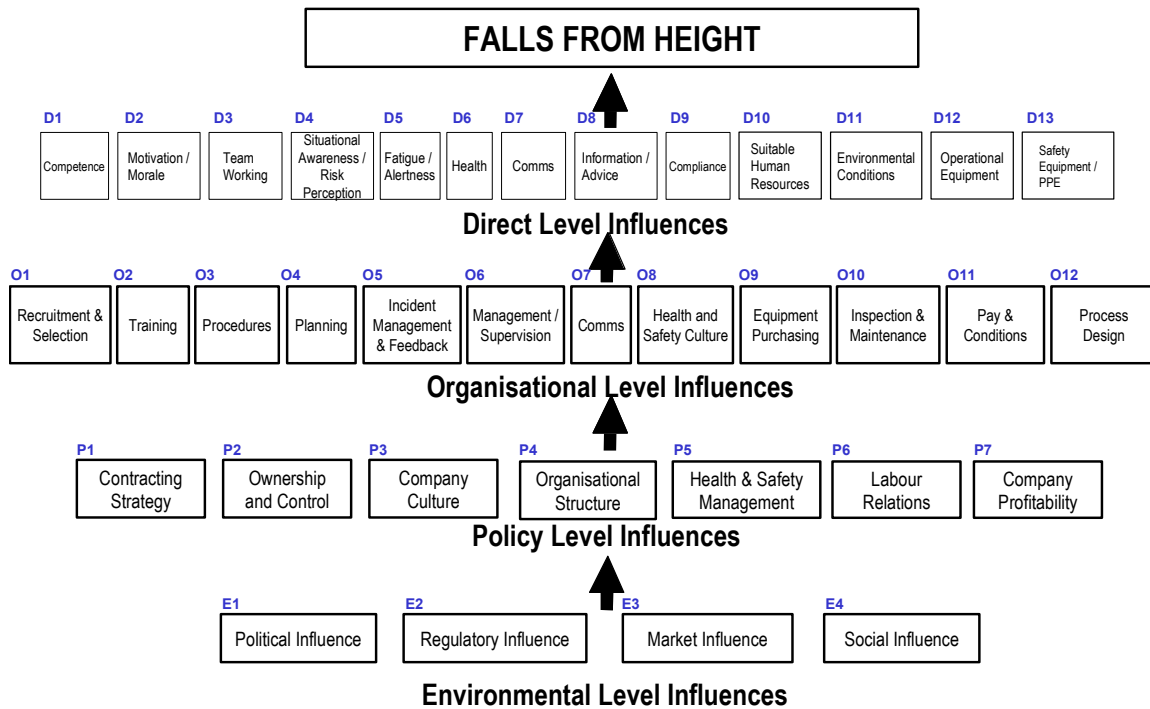 FALLS FROM HEIGHT
D1 D2 D3 D4 D5 D6 D7 D8 D9 D10 D11 D12 D13
Competence
Motivation /
Morale
Team
Working
Situational
Awareness /
Risk
Perception
Fatigue /
Alertness
Health
Comms
Information /
Advice
Compliance
Suitable
Human
Resources
Environmental
Conditions
Operational
Equipment
Safety
Equipment /
PPE
Direct Level Influences
O1 O2 O3 O4 O5 O6 O7 O8 O9 O10 O11 O12
Recruitment &
Selection
Training
Procedures
Planning
Incident
Management
& Feedback
Management /
Supervision
Comms
Health and
Safety Culture
Equipment
Purchasing
Inspection &
Maintenance
Pay &
Conditions
Process
Design
Organisational Level Influences
P1 P2 P3 P4 P5 P6 P7
Contracting
Strategy
Ownership
and Control
Company
Culture
Organisational
Structure
Health & Safety
Management
Labour
Relations
Company
Profitability
Policy Level Influences
E1 E2 E3 E4
Political Influence
Regulatory Influence
Market Influence
Social Influence
Environmental Level Influences